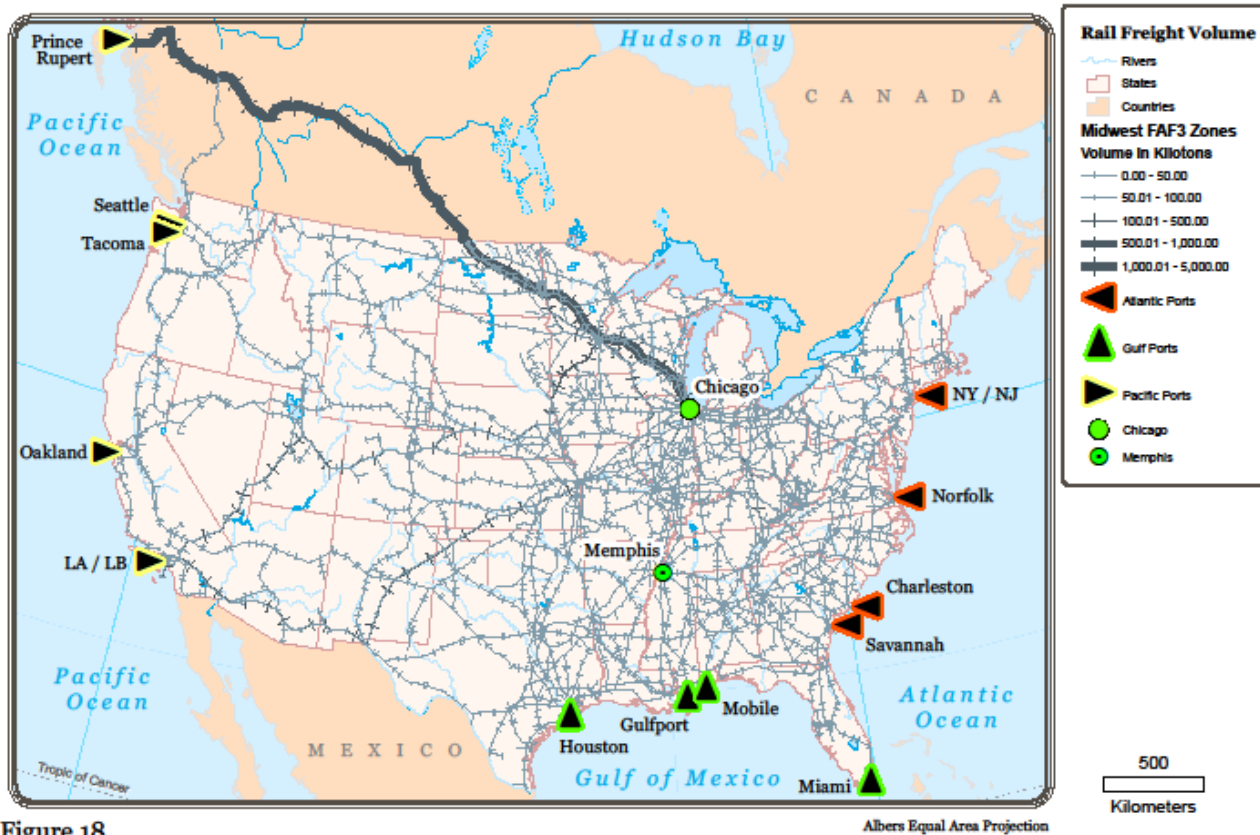 Prince
Rupert
Hudson Bay
CANADA
Pacific
Ocean
Seattle
Tacoma
Chicago
NY / NJ
Oakland
Norfolk
Memphis
LA / LB
Charleston
Savannah
Pacific
Ocean
Atlantic
Ocean
Mobile
Gulfport
Houston
MEXICO
Gulf of Mexico
Miami
Tropic of Cancer
Rail Freight Volume
Rivers
States
Countries
Midwest FAF3 Zones
Volume in Kilotons
0.00 - 50.00
50.01 - 100.00
100.01 - 500.00
500.01 - 1,000.00
1,000.01 - 5,000.00
Atlantic Ports
Gulf Ports
Pacific Ports
Chicago
Memphis
500
Kilometers
Figure 18
Albers Equal Area Projection